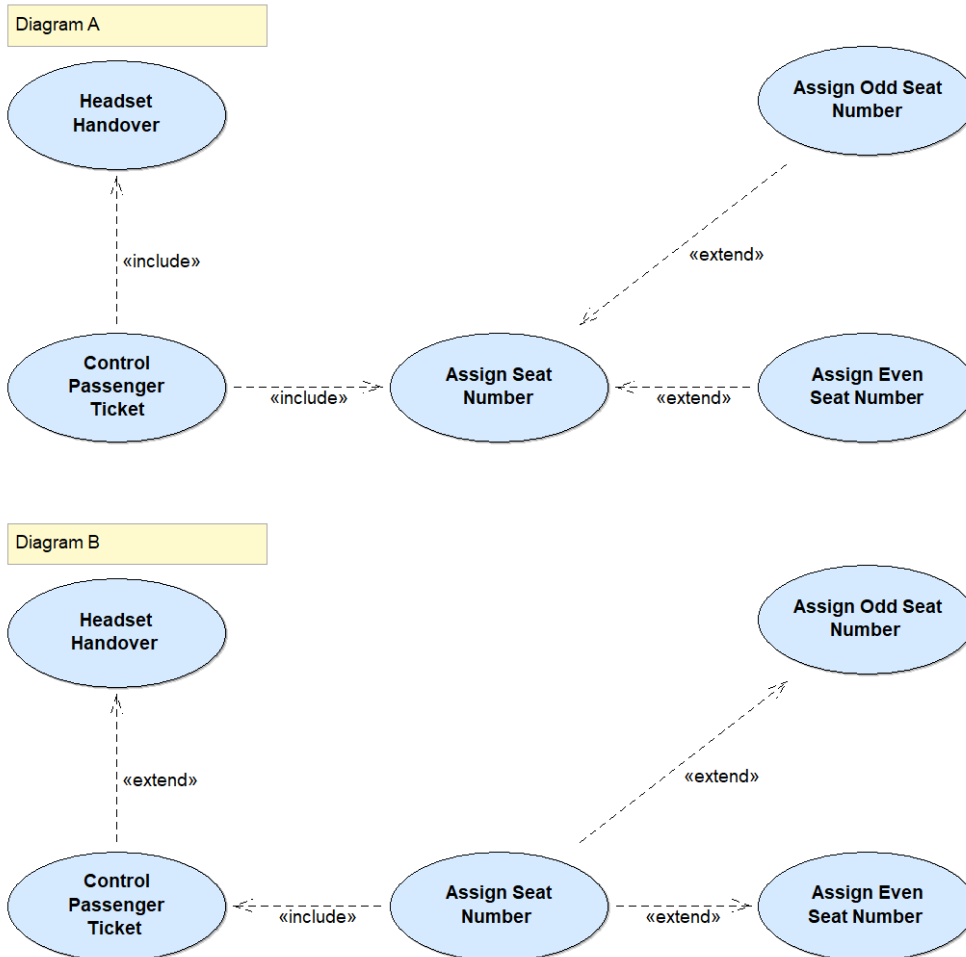 Diagram A
Headset
Handover
Assign Odd Seat
Number
«extend»
«include»
Control
Passenger
Ticket
«include»
Assign Seat
Number
«extend»
Assign Even
Seat Number
Diagram B
Headset
Handover
Assign Odd Seat
Number
«extend»
«extend»
Control
Passenger
Ticket
«include»
Assign Seat
Number
«extend»
Assign Even
Seat Number